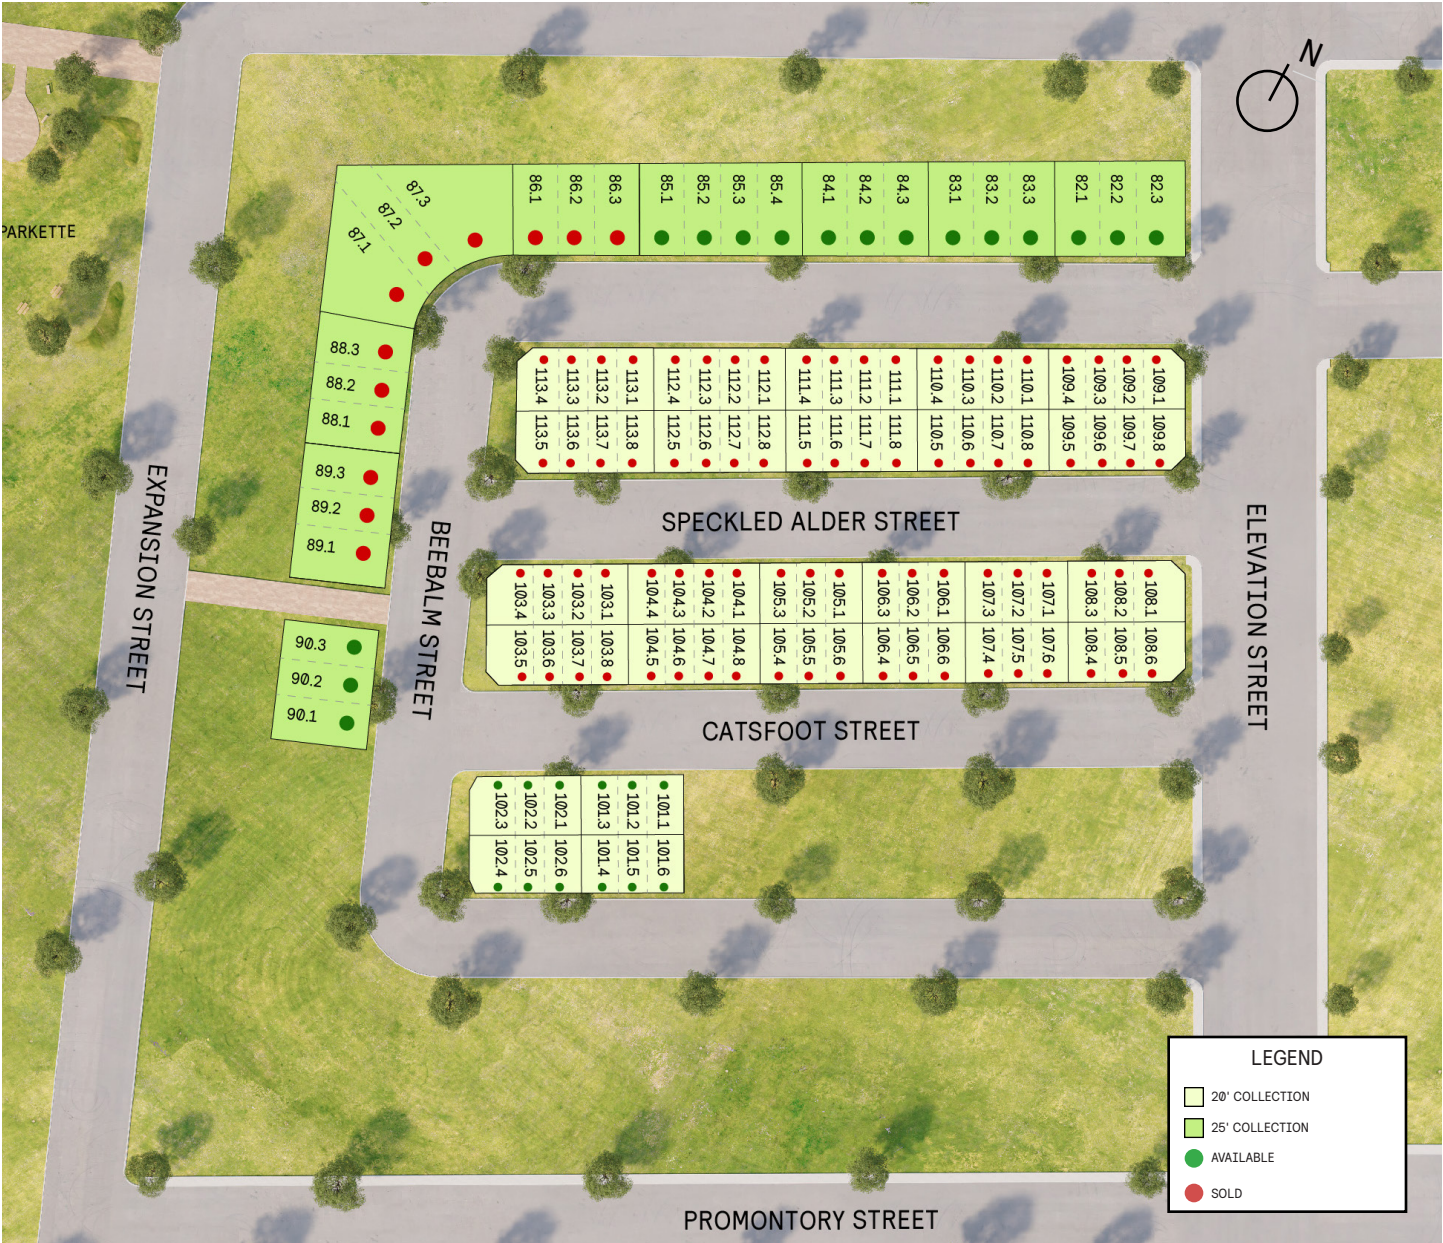 N
PARKETTE
87.3
87.2
87.1
86.1 86.2 86.3 85.1 85.2 85.3 85.4 84.1 84.2 84.3 83.1 83.2 83.3 82.1 82.2 82.3
88.3
88.2
88.1
89.3
89.2
89.1
90.3
90.2
90.1
113.4 113.3 113.2 113.1 112.4 112.3 112.2 112.1 111.4 111.3 111.2 111.1 110.4 110.3 110.2 110.1 109.4 109.3 109.2 109.1
113.5 113.6 113.7 113.8 112.5 112.6 112.7 112.8 111.5 111.6 111.7 111.8 110.5 110.6 110.7 110.8 109.5 109.6 109.7 109.8
EXPANSION STREET
BEEBALM STREET
SPECKLED ALDER STREET
ELEVATION STREET
103.4 103.3 103.2 103.1 104.4 104.3 104.2 104.1 105.3 105.2 105.1 106.3 106.2 106.1 107.3 107.2 107.1 108.3 108.2 108.1
103.5 103.6 103.7 103.8 104.5 104.6 104.7 104.8 105.4 105.5 105.6 106.4 106.5 106.6 107.4 107.5 107.6 108.4 108.5 108.6
CATSFOOT STREET
102.3 102.2 102.1 101.3 101.2 101.1
102.4 102.5 102.6 101.4 101.5 101.6
PROMONTORY STREET
LEGEND
20' COLLECTION
25' COLLECTION
AVAILABLE
SOLD